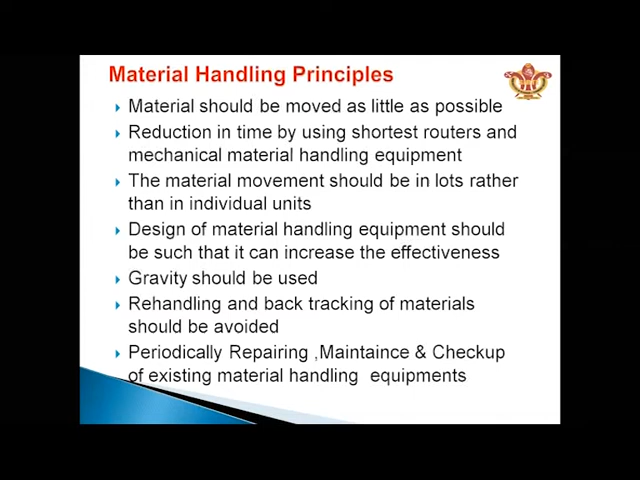 Material Handling Principles
Material should be moved as little as possible
Reduction in time by using shortest routers and
mechanical material handling equipment
The material movement should be in lots rather
than in individual units
Design of material handling equipment should
be such that it can increase the effectiveness
Gravity should be used
Rehandling and back tracking of materials
should be avoided
Periodically Repairing ,Maintaince & Checkup
of existing material handling equipments